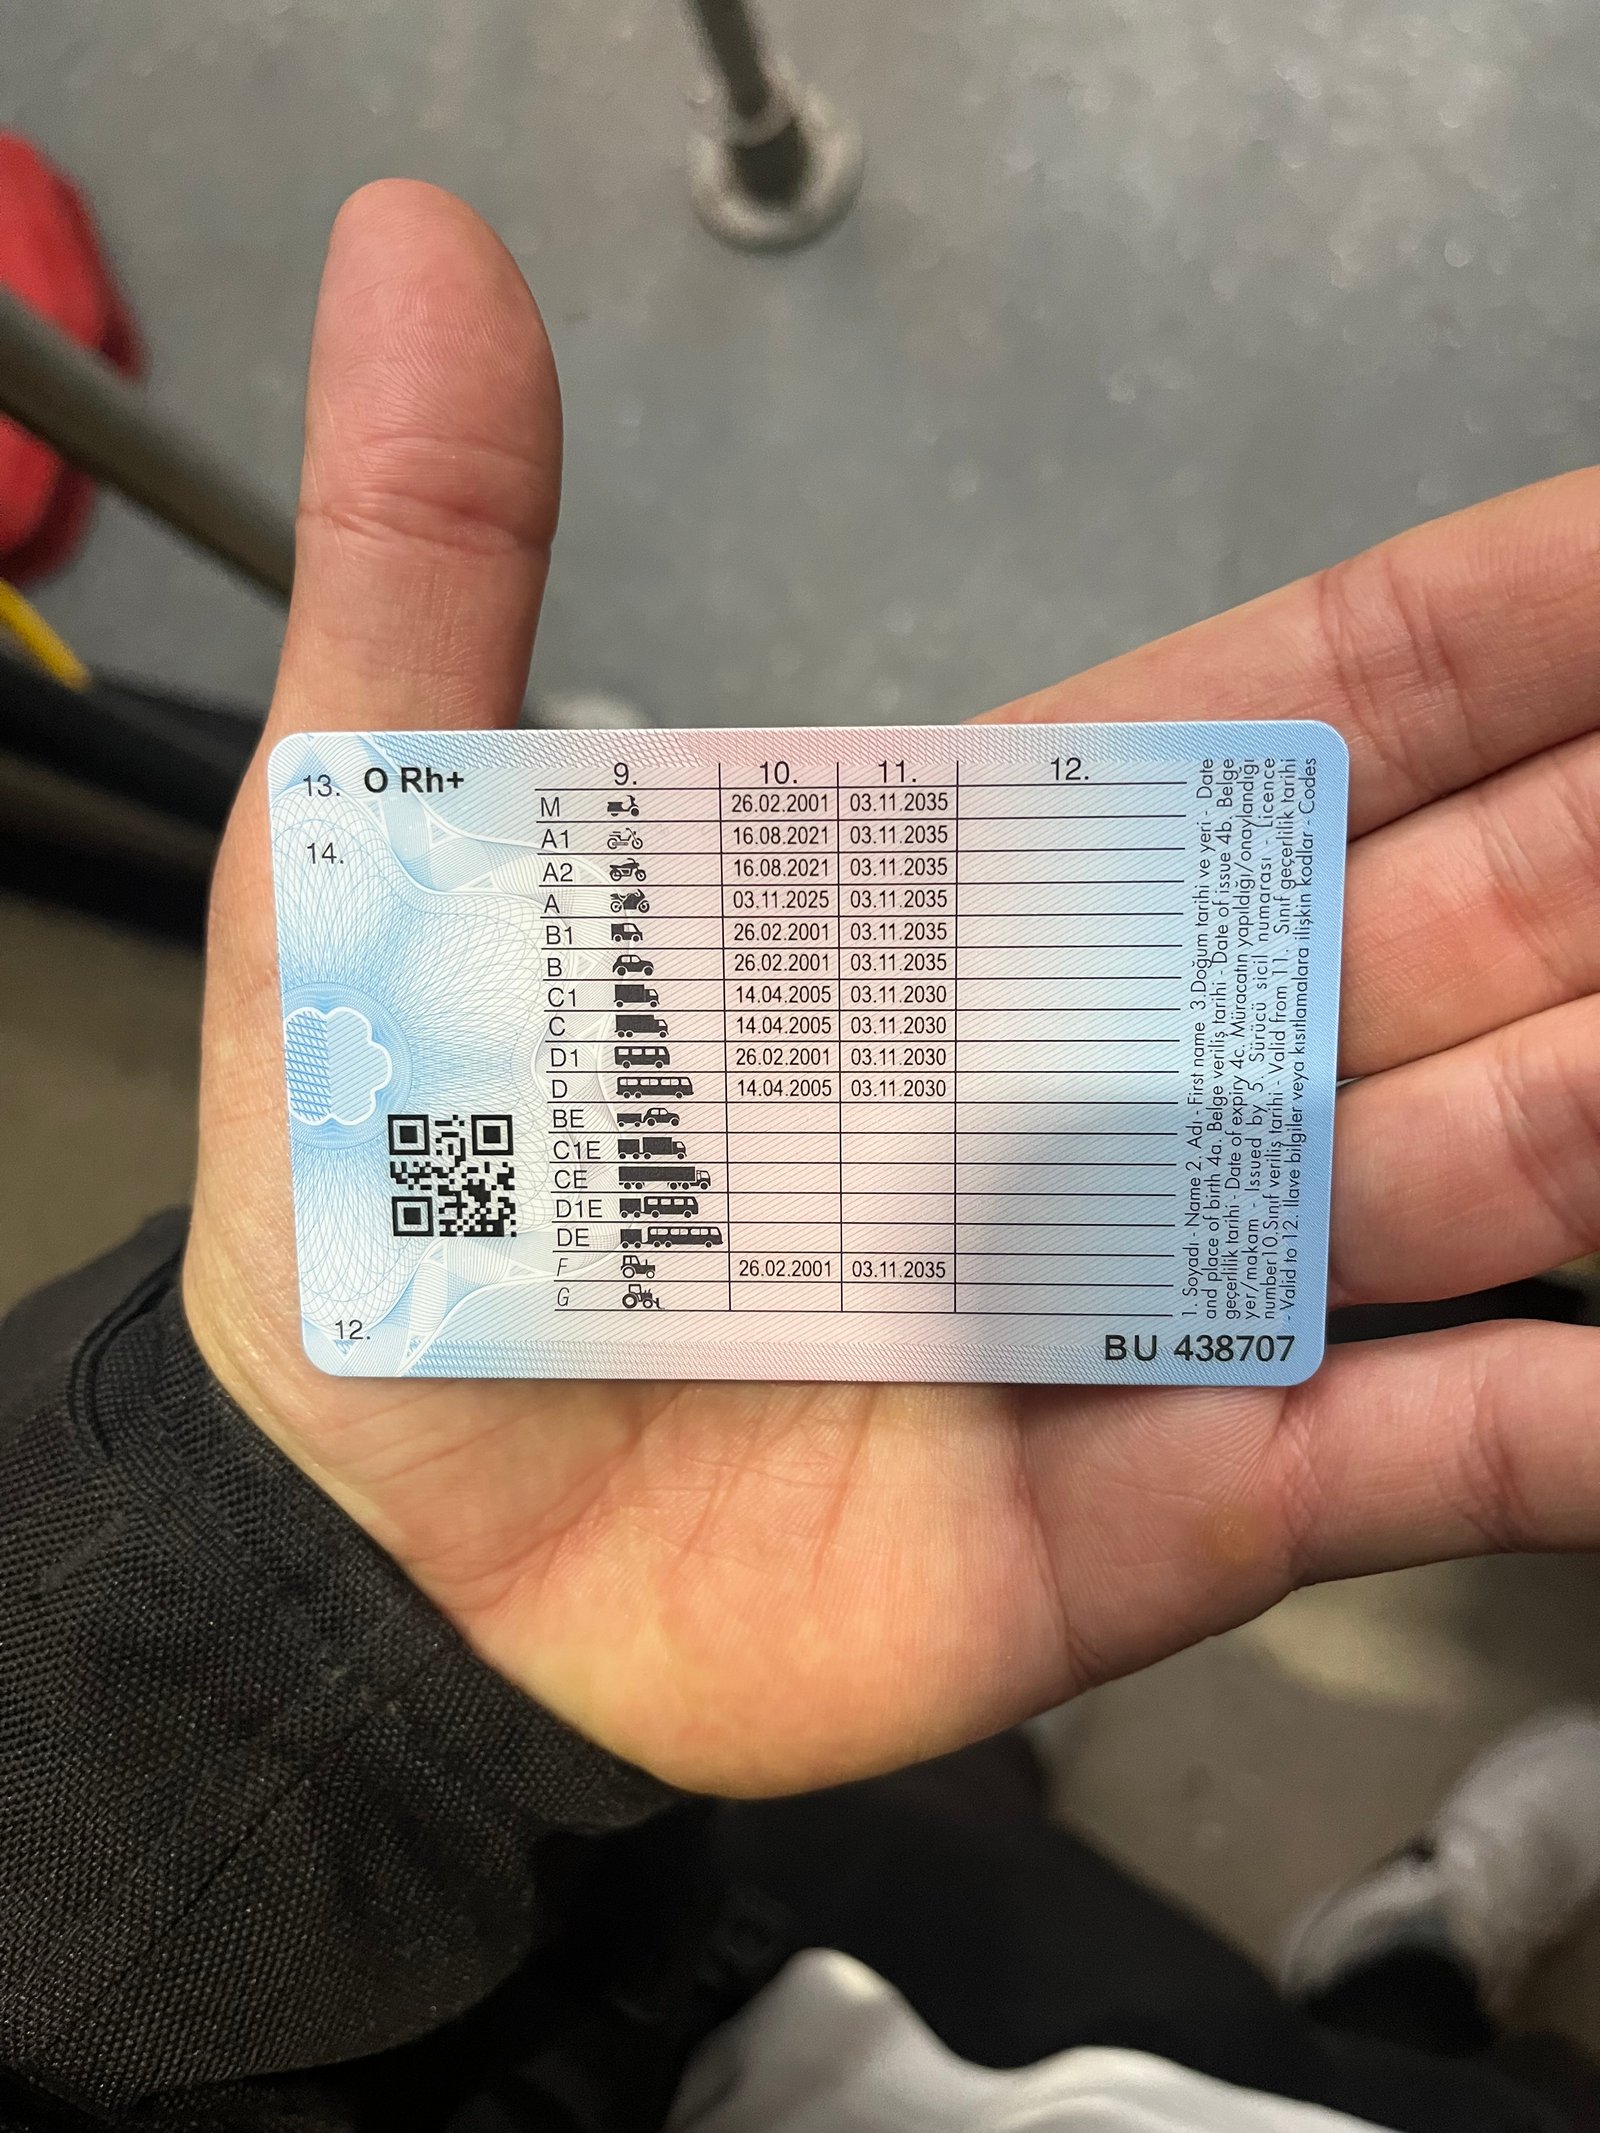 13. O Rh+
14.
12.
9. 10. 11. 12.
M 26.02.2001 03.11.2035
A1 16.08.2021 03.11.2035
A2 16.08.2021 03.11.2035
A 03.11.2025 03.11.2035
B1 26.02.2001 03.11.2035
B 26.02.2001 03.11.2035
C1 14.04.2005 03.11.2030
C 14.04.2005 03.11.2030
D1 26.02.2001 03.11.2030
D 14.04.2005 03.11.2030
BE
C1E
CE
D1E
DE
F 26.02.2001 03.11.2035
G
1. Soyadı - Name 2. Adı - First name 3.Doğum tarihi ve yeri - Date
and place of birth 4a. Belge veriliş tarihi - Date of issue 4b. Belge
geçerlilik tarihi - Date of expiry 4c. Müracatın yapıldığı/onaylandığı
yer/makam - Issued by 5. Sürücü sicil numarası - Licence
number10.Sınıf veriliş tarihi - Valid from 11. Sınıf geçerlilik tarihi
- Valid to 12. İlave bilgiler veya kısıtlamalara ilişkin kodlar - Codes
BU 438707